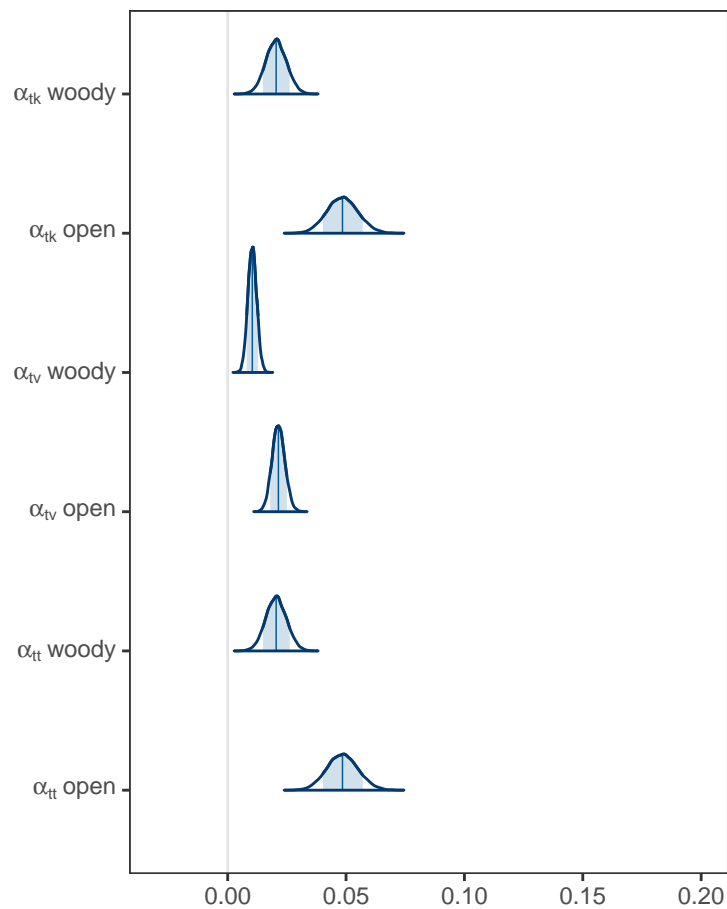 αtk woody
αtk open
αtv woody
αtv open
αtt woody
αtt open
0.00 0.05 0.10 0.15 0.20